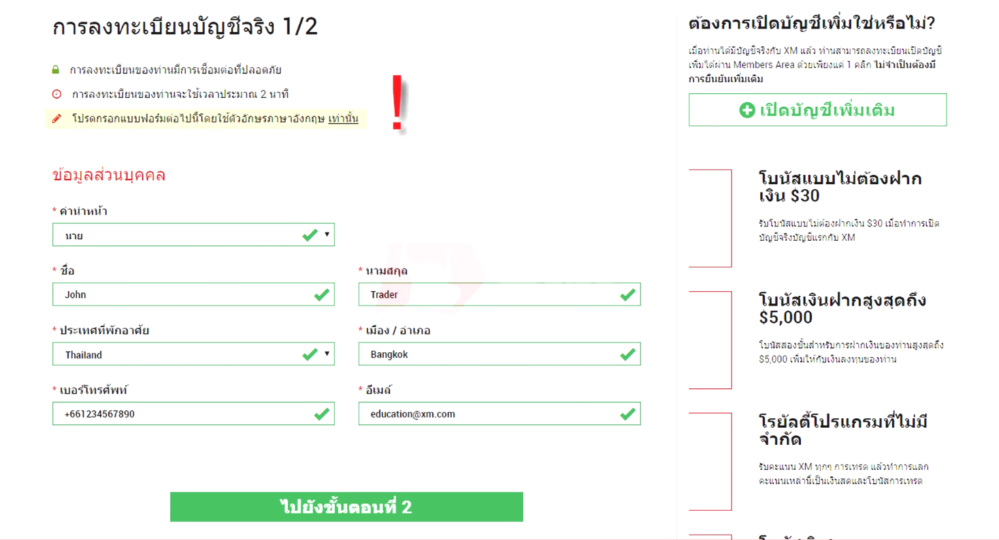 การลงทะเบียนบัญชีจริง 1/2
การลงทะเบียนของท่านมีการเชื่อมต่อที่ปลอดภัย
การลงทะเบียนของท่านจะใช้เวลาประมาณ 2 นาที
โปรดกรอกแบบฟอร์มต่อไปนี้โดยใช้ตัวอักษรภาษาอังกฤษ เท่านั้น
!
ข้อมูลส่วนบุคคล
* คำนำหน้า
นาย
* ชื่อ
John
* นามสกุล
Trader
* ประเทศที่พักอาศัย
Thailand
* เมือง / อำเภอ
Bangkok
* เบอร์โทรศัพท์
+661234567890
* อีเมล์
education@xm.com
ไปยังขั้นตอนที่ 2
ต้องการเปิดบัญชีเพิ่มใช่หรือไม่?
เมื่อท่านได้มีบัญชีจริงกับ XM แล้ว ท่านสามารถลงทะเบียนเปิดบัญชี
เพิ่มได้ผ่าน Members Area ด้วยเพียงแค่ 1 คลิก ไม่จำเป็นต้องมี
การยืนยันเพิ่มเติม
เปิดบัญชีเพิ่มเติม
โบนัสแบบไม่ต้องฝาก
เงิน $30
รับโบนัสแบบไม่ต้องฝากเงิน $30 เมื่อทำการเปิด
บัญชีจริงบัญชีแรกกับ XM
โบนัสเงินฝากสูงสุดถึง
$5,000
โบนัสสองขั้นสำหรับการฝากเงินของท่านสูงสุดถึง
$5,000 เพิ่มให้กับเงินลงทุนของท่าน
โรยัลตี้โปรแกรมที่ไม่มี
จำกัด
รับคะแนน XM ทุกๆ การเทรด แล้วทำการแลก
คะแนนเหล่านี้เป็นเงินสดและโบนัสการเทรด